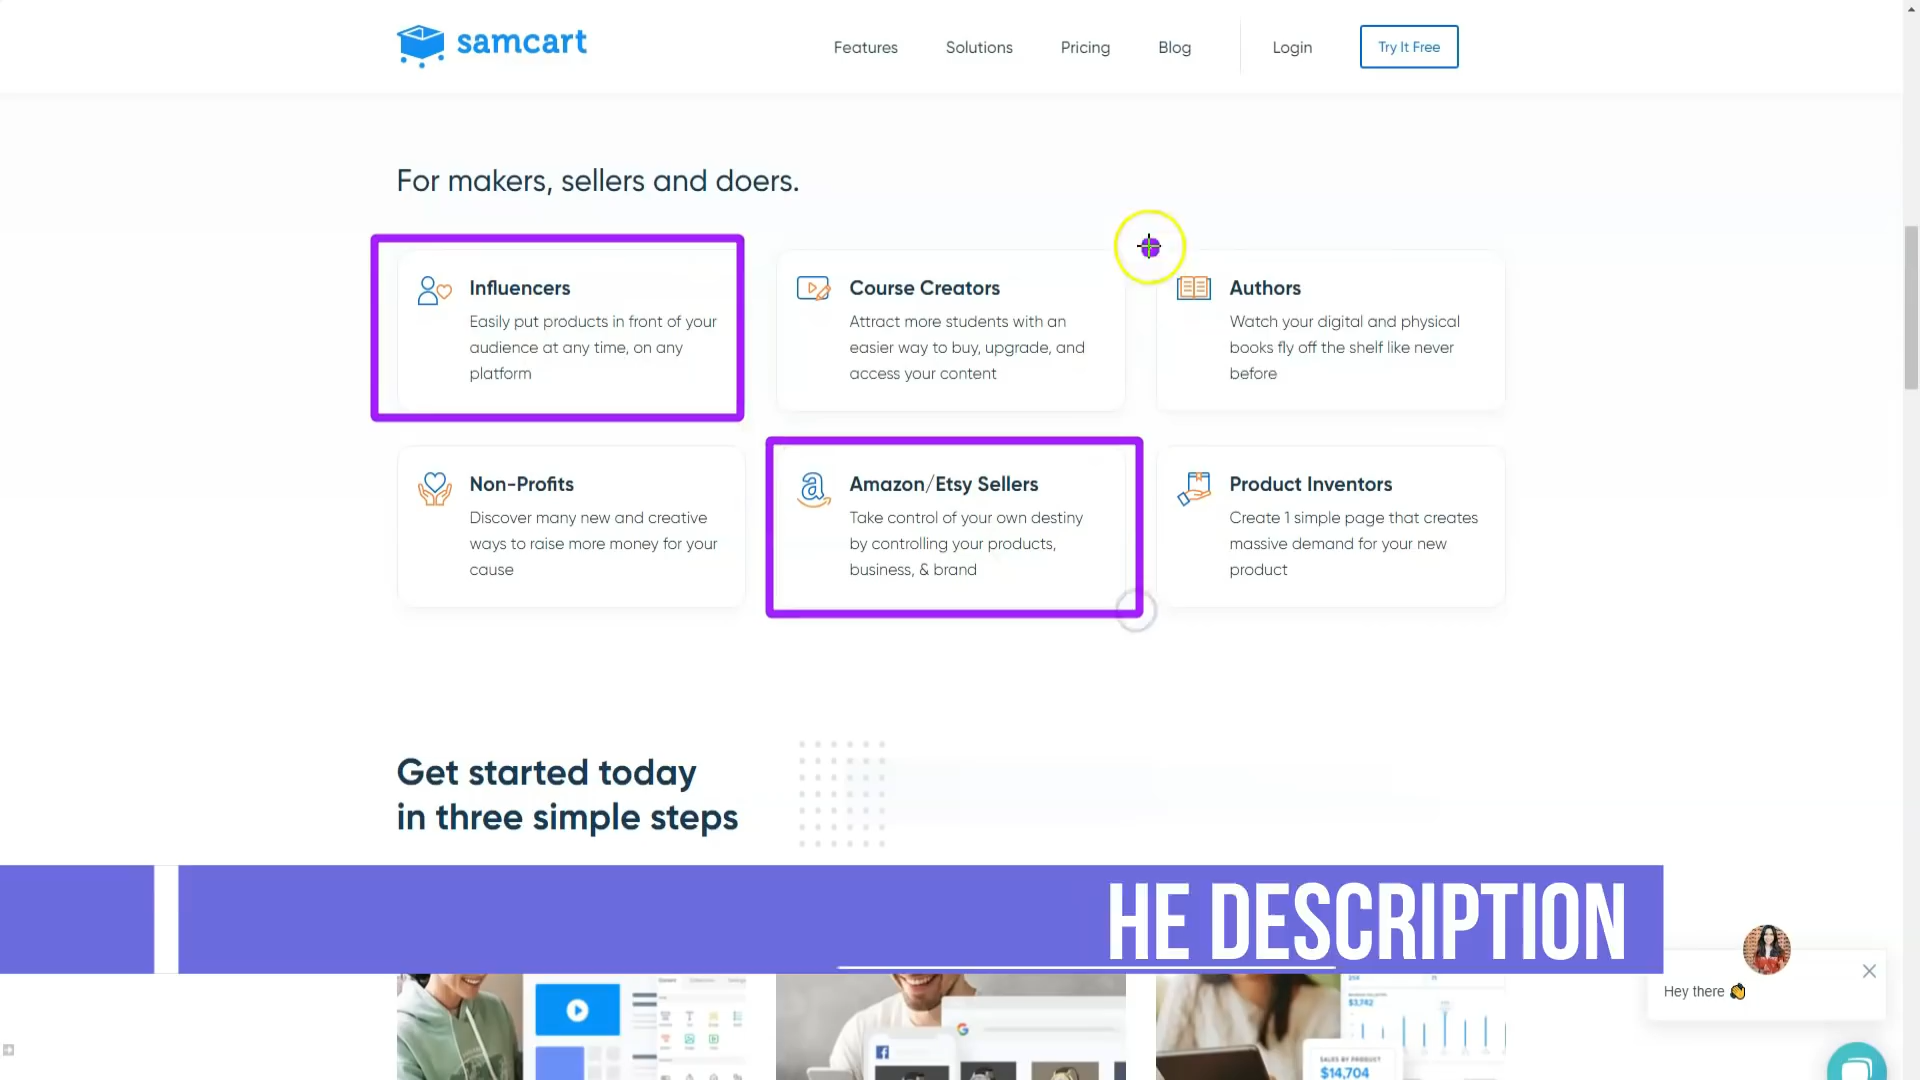 samcart
Features
Solutions
Pricing
Blog
Login
Try It Free
For makers, sellers and doers.
Influencers
Easily put products in front of your
audience at any time, on any
platform
Course Creators
Attract more students with an
easier way to buy, upgrade, and
access your content
Authors
Watch your digital and physical
books fly off the shelf like never
before
Non-Profits
Discover many new and creative
ways to raise more money for your
cause
Amazon/Etsy Sellers
Take control of your own destiny
by controlling your products,
business, & brand
Product Inventors
Create 1 simple page that creates
massive demand for your new
product
Get started today
in three simple steps
HE DESCRIPTION
Hey there 👋
$3,742
SALES BY PRODUCT
$14,704